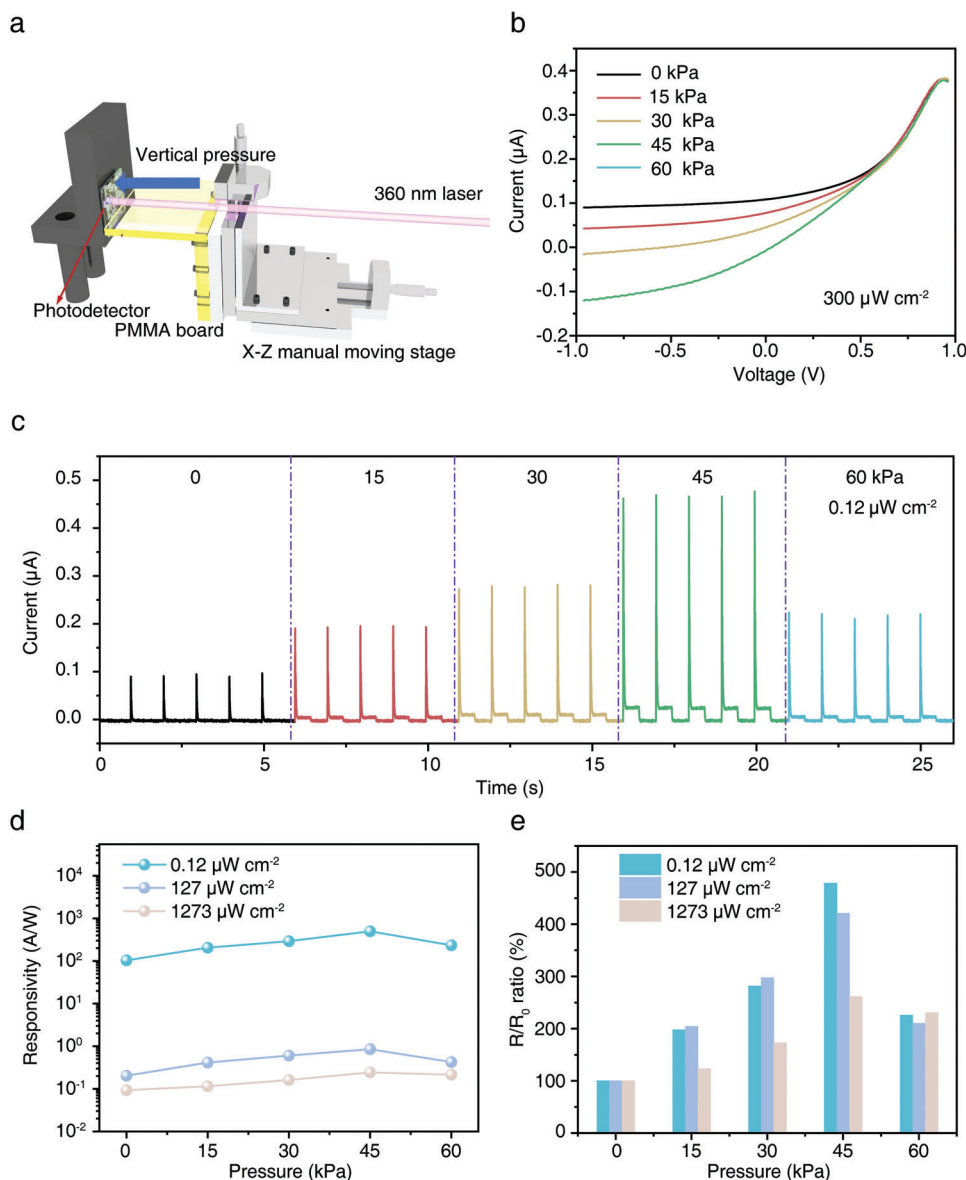 a
Vertical pressure
360 nm laser
Photodetector
PMMA board
X-Z manual moving stage
b
0 kPa
15 kPa
30 kPa
45 kPa
60 kPa
300 µW cm-2
Current (µA)
0.4
0.3
0.2
0.1
0.0
-0.1
-0.2
-1.0 -0.5 0.0 0.5 1.0
Voltage (V)
c
0 15 30 45 60 kPa
0.12 µW cm-2
Current (µA)
0.5
0.4
0.3
0.2
0.1
0.0
0 5 10 15 20 25
Time (s)
d
0.12 µW cm-2
127 µW cm-2
1273 µW cm-2
Responsivity (A/W)
10⁴
10³
10²
10¹
10⁰
10⁻¹
10⁻²
0 15 30 45 60
Pressure (kPa)
e
0.12 µW cm-2
127 µW cm-2
1273 µW cm-2
R/R₀ ratio (%)
500
400
300
200
100
0
0 15 30 45 60
Pressure (kPa)